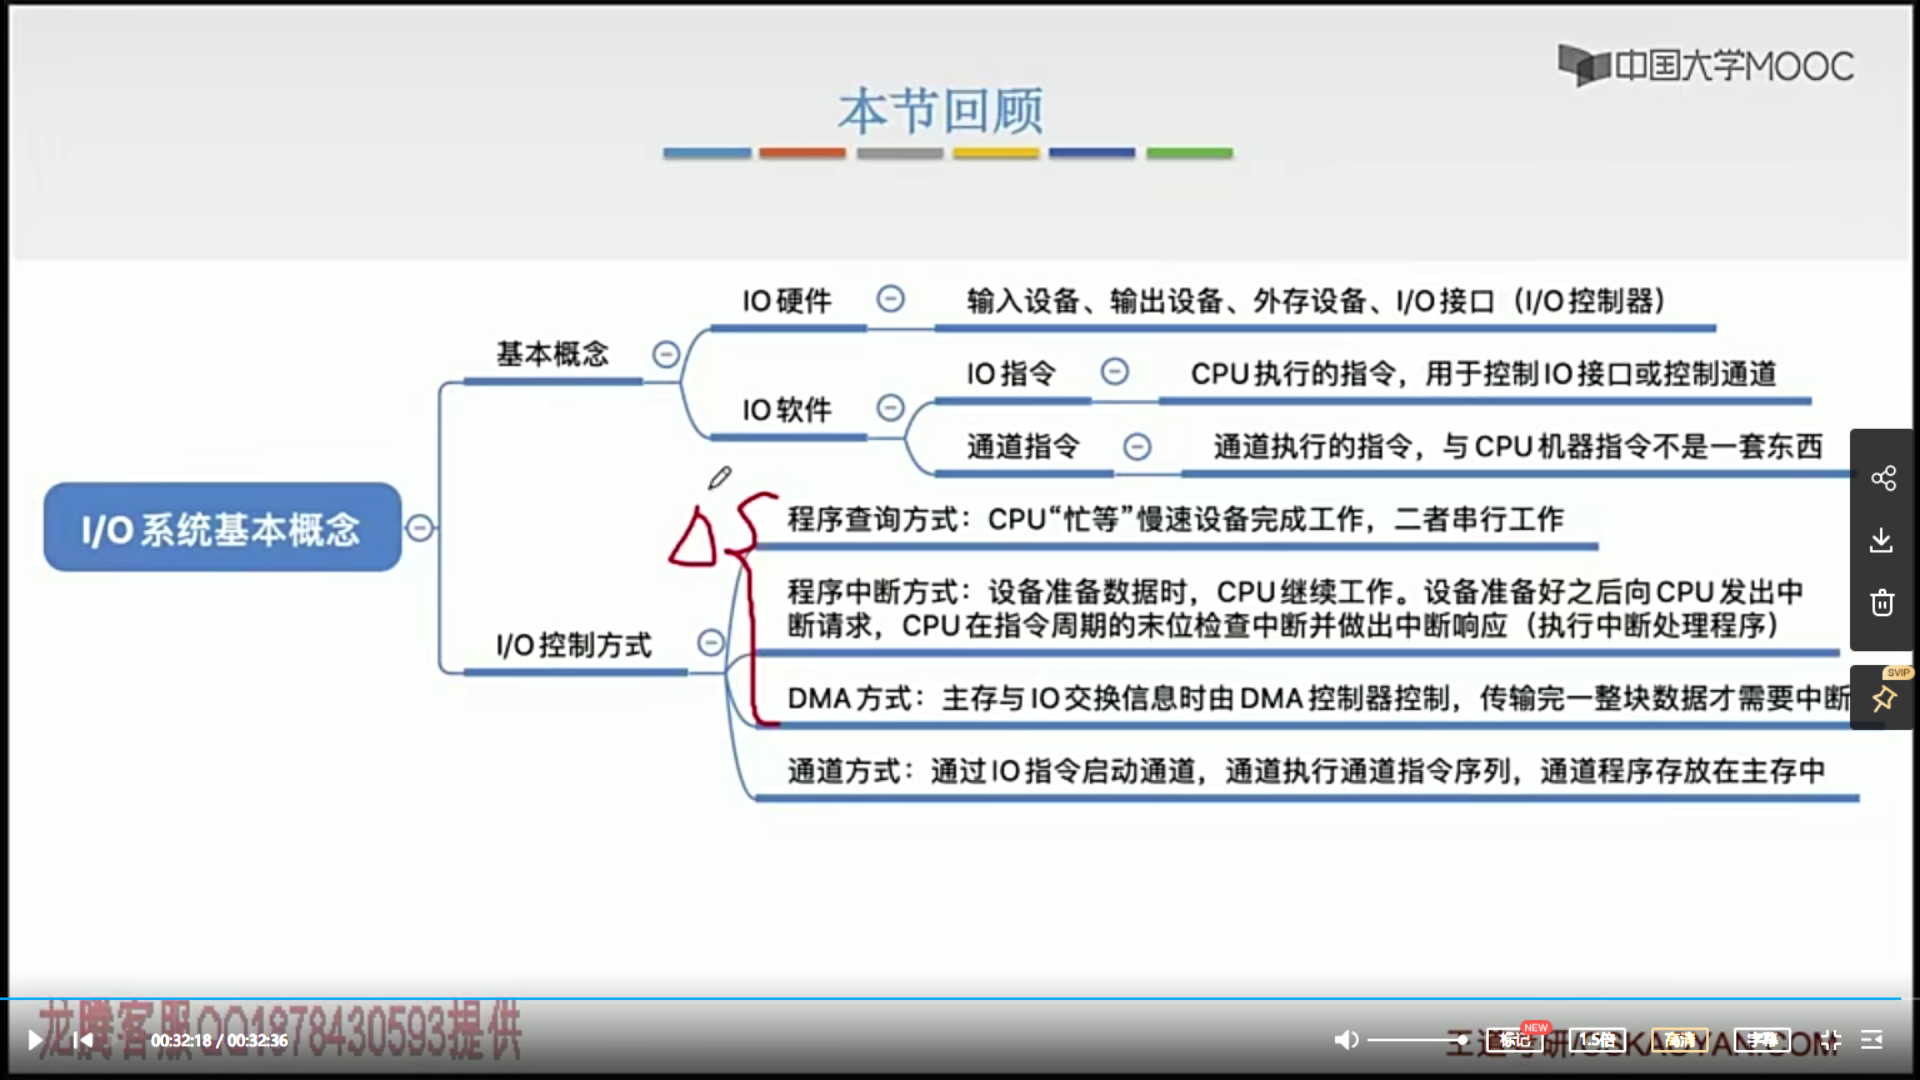 中国大学MOOC
本节回顾
IO硬件
输入设备、输出设备、外存设备、I/O接口（I/O控制器）
基本概念
IO指令
CPU执行的指令，用于控制IO接口或控制通道
IO软件
通道指令
通道执行的指令，与CPU机器指令不是一套东西
I/O系统基本概念
程序查询方式：CPU“忙等”慢速设备完成工作，二者串行工作
程序中断方式：设备准备数据时，CPU继续工作。设备准备好之后向CPU发出中
断请求，CPU在指令周期的末位检查中断并做出中断响应（执行中断处理程序）
I/O控制方式
DMA方式：主存与IO交换信息时由DMA控制器控制，传输完一整块数据才需要中断
SVIP
通道方式：通过IO指令启动通道，通道执行通道指令序列，通道程序存放在主存中
龙腾客服QQ1878430593提供
00:32:18 / 00:32:36
王道考研/CSKAOYAN.COM
NEW
标记
1.5倍
高清
字幕